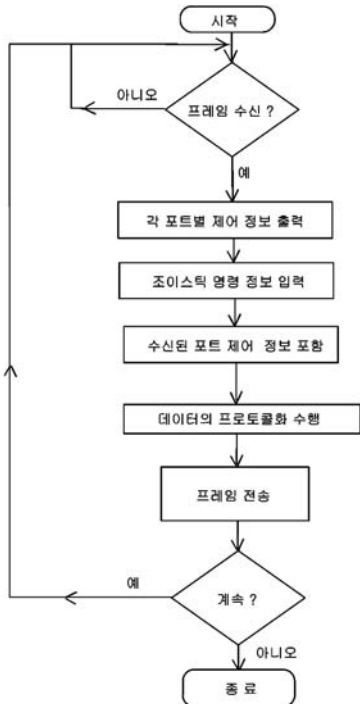 시작
아니오
프레임 수신 ?
예
각 포트별 제어 정보 출력
조이스틱 명령 정보 입력
수신된 포트 제어 정보 포함
데이터의 프로토콜화 수행
프레임 전송
예
계속 ?
아니오
종 료